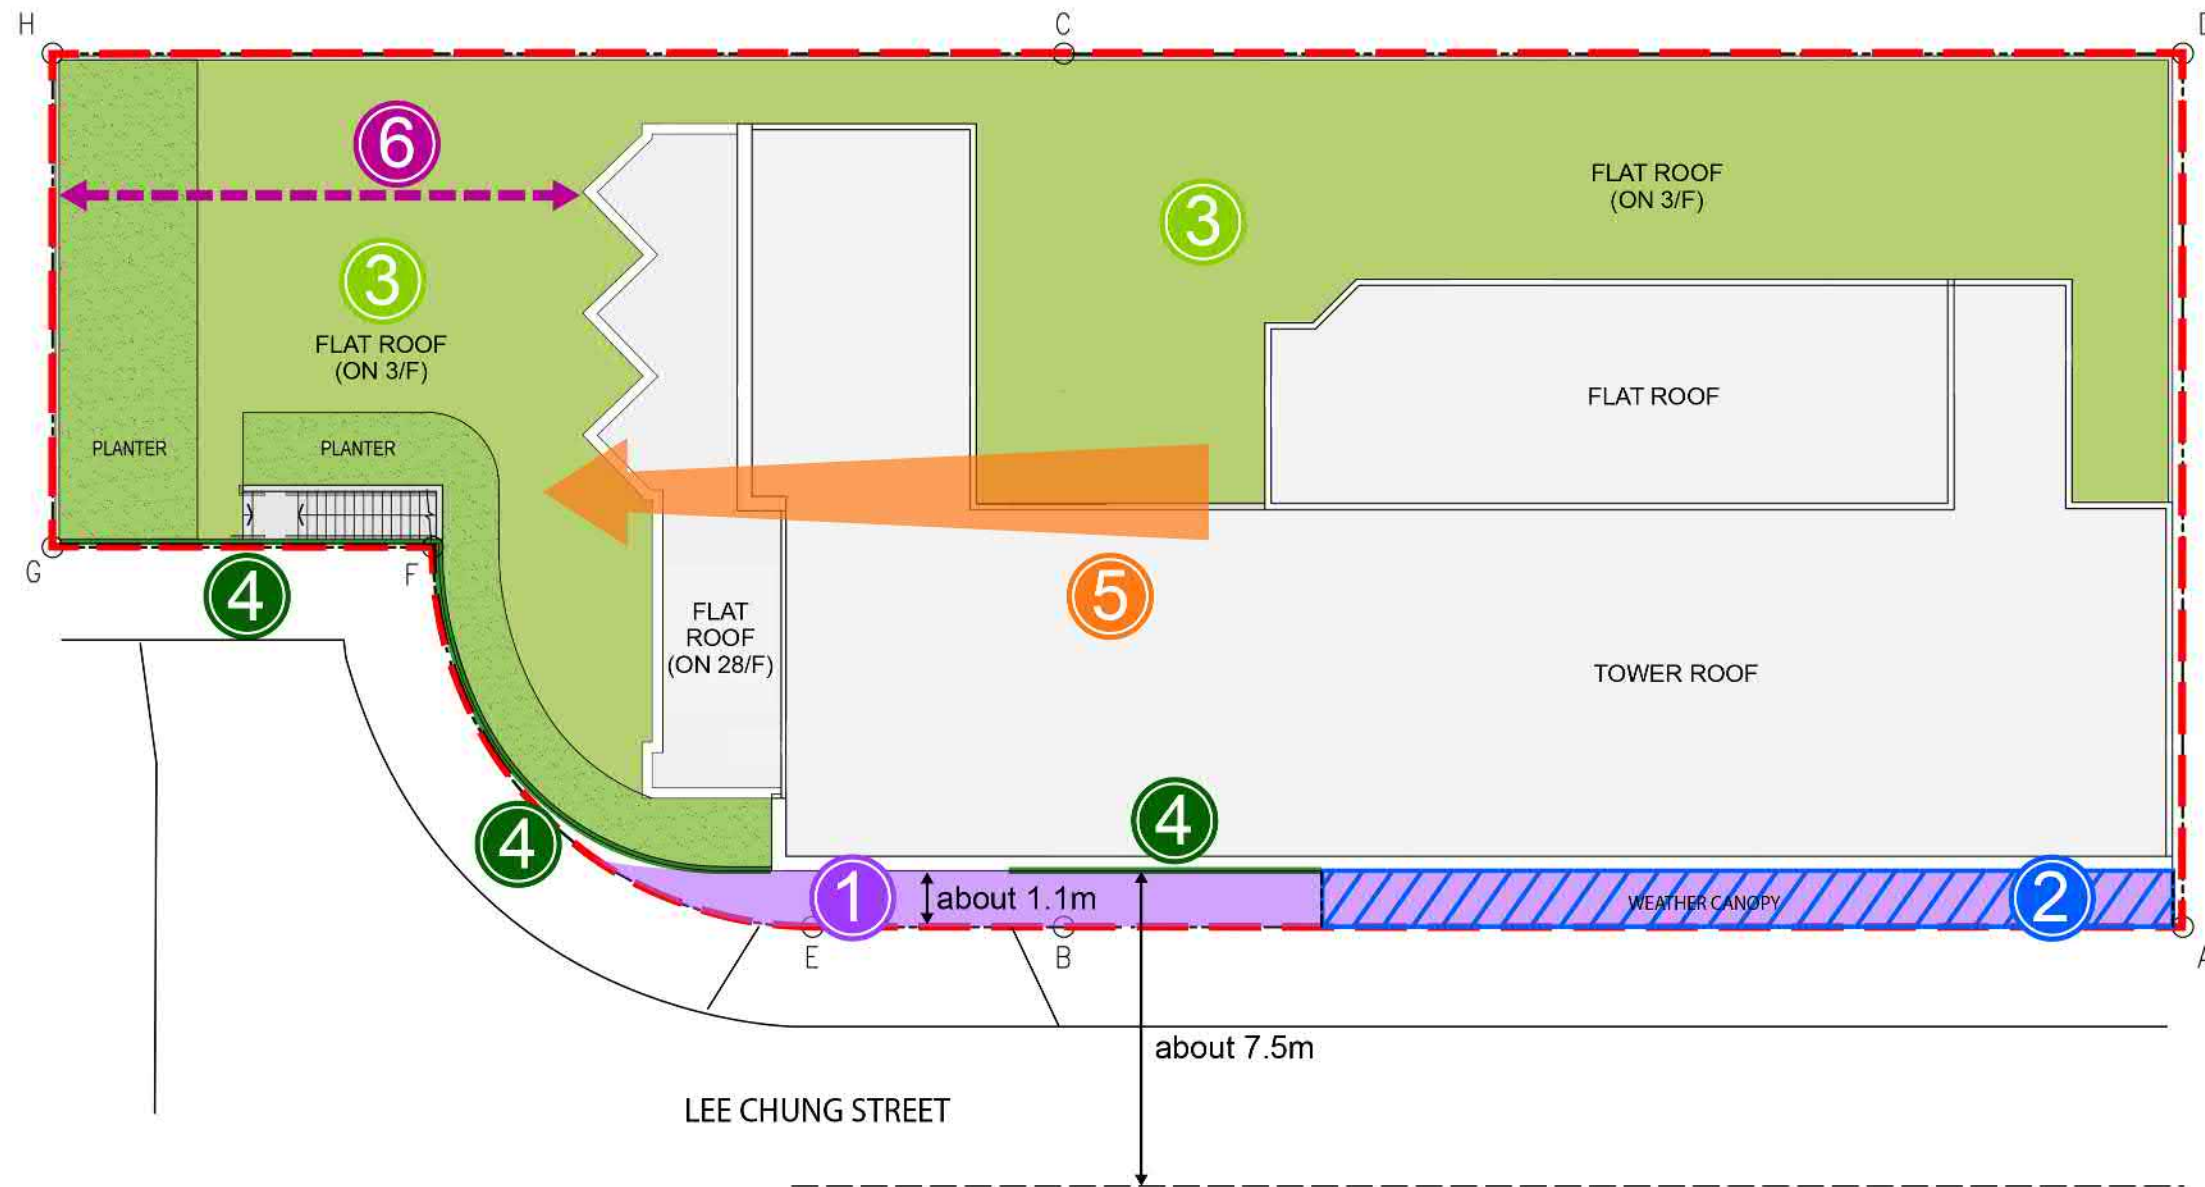 H
C
D
6
FLAT ROOF
(ON 3/F)
3
3
FLAT ROOF
(ON 3/F)
FLAT ROOF
PLANTER
PLANTER
G
F
4
5
FLAT
ROOF
(ON 28/F)
TOWER ROOF
4
4
1
about 1.1m
WEATHER CANOPY
2
E
B
A
about 7.5m
LEE CHUNG STREET